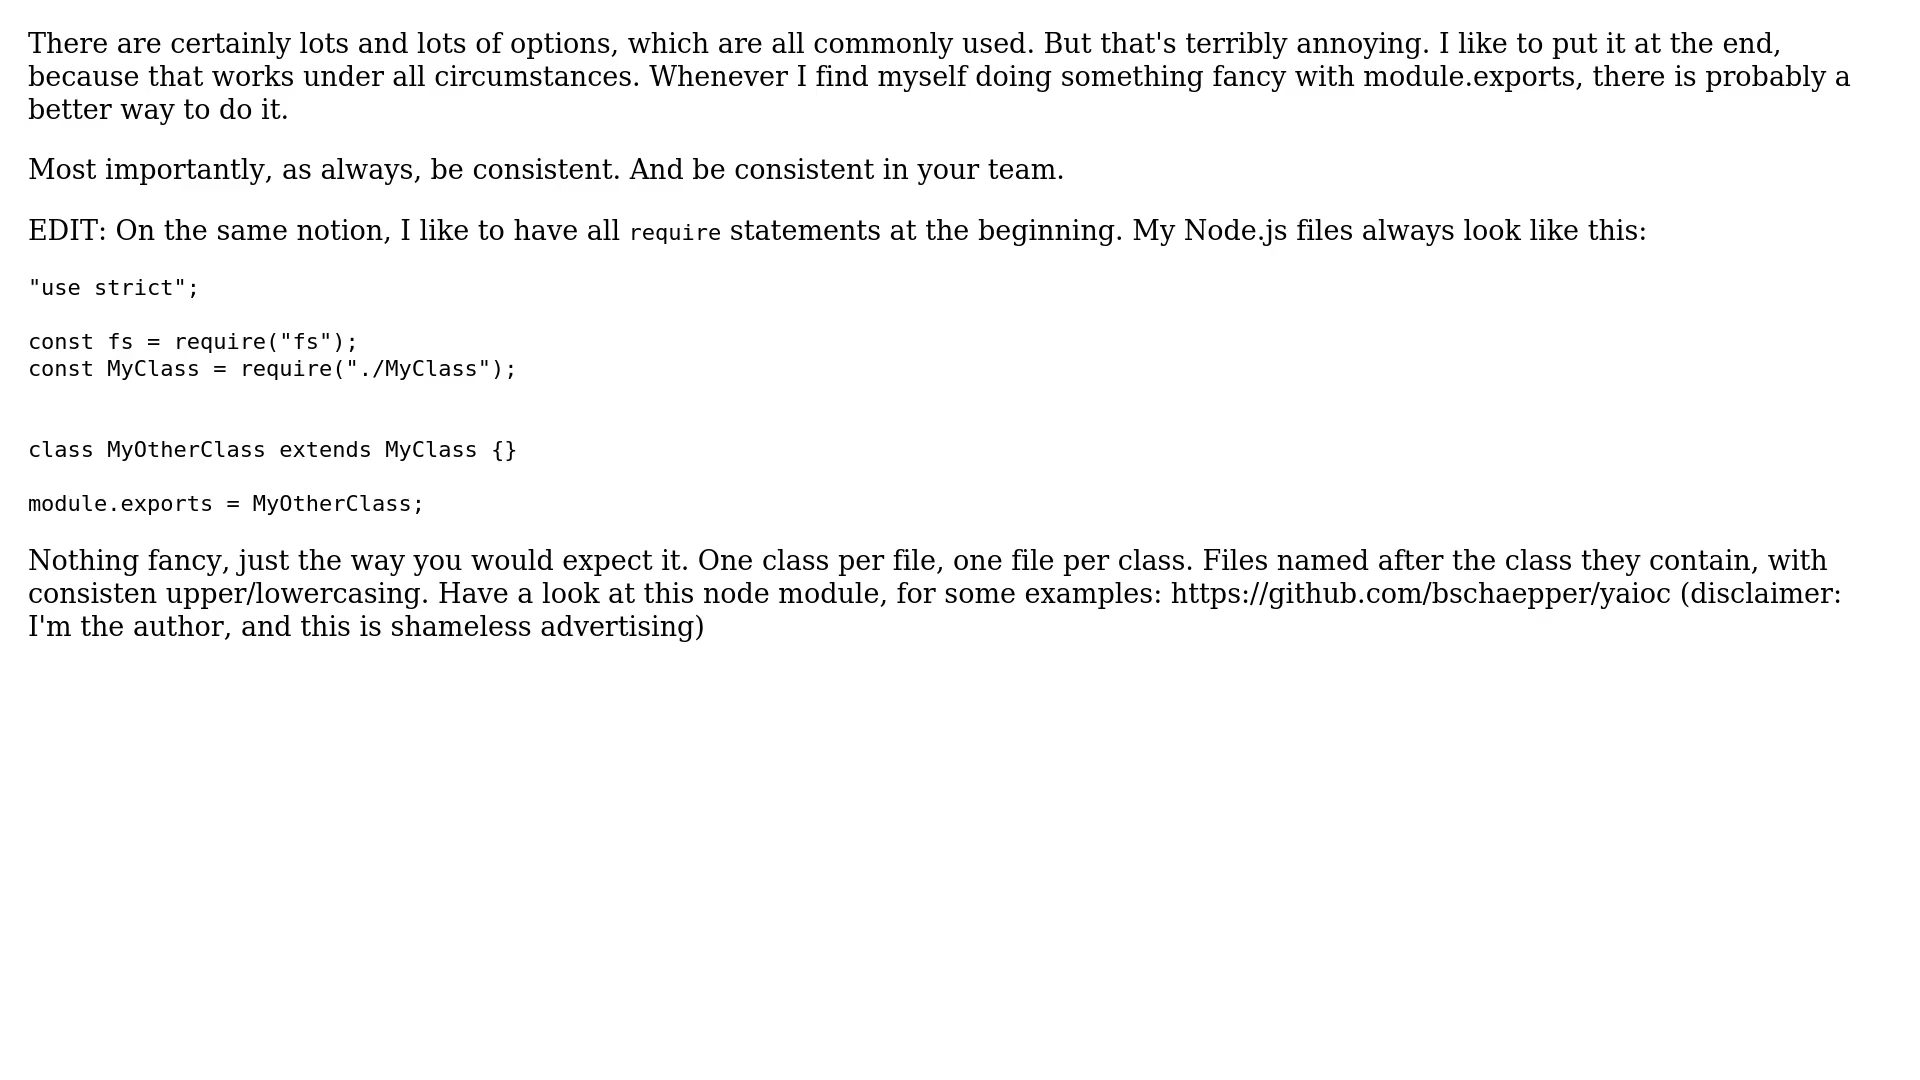 There are certainly lots and lots of options, which are all commonly used. But that's terribly annoying. I like to put it at the end,
because that works under all circumstances. Whenever I find myself doing something fancy with module.exports, there is probably a
better way to do it.
Most importantly, as always, be consistent. And be consistent in your team.
EDIT: On the same notion, I like to have all require statements at the beginning. My Node.js files always look like this:
"use strict";
const fs = require("fs");
const MyClass = require("./MyClass");
class MyOtherClass extends MyClass {}
module.exports = MyOtherClass;
Nothing fancy, just the way you would expect it. One class per file, one file per class. Files named after the class they contain, with
consisten upper/lowercasing. Have a look at this node module, for some examples: https://github.com/bschaepper/yaioc (disclaimer:
I'm the author, and this is shameless advertising)